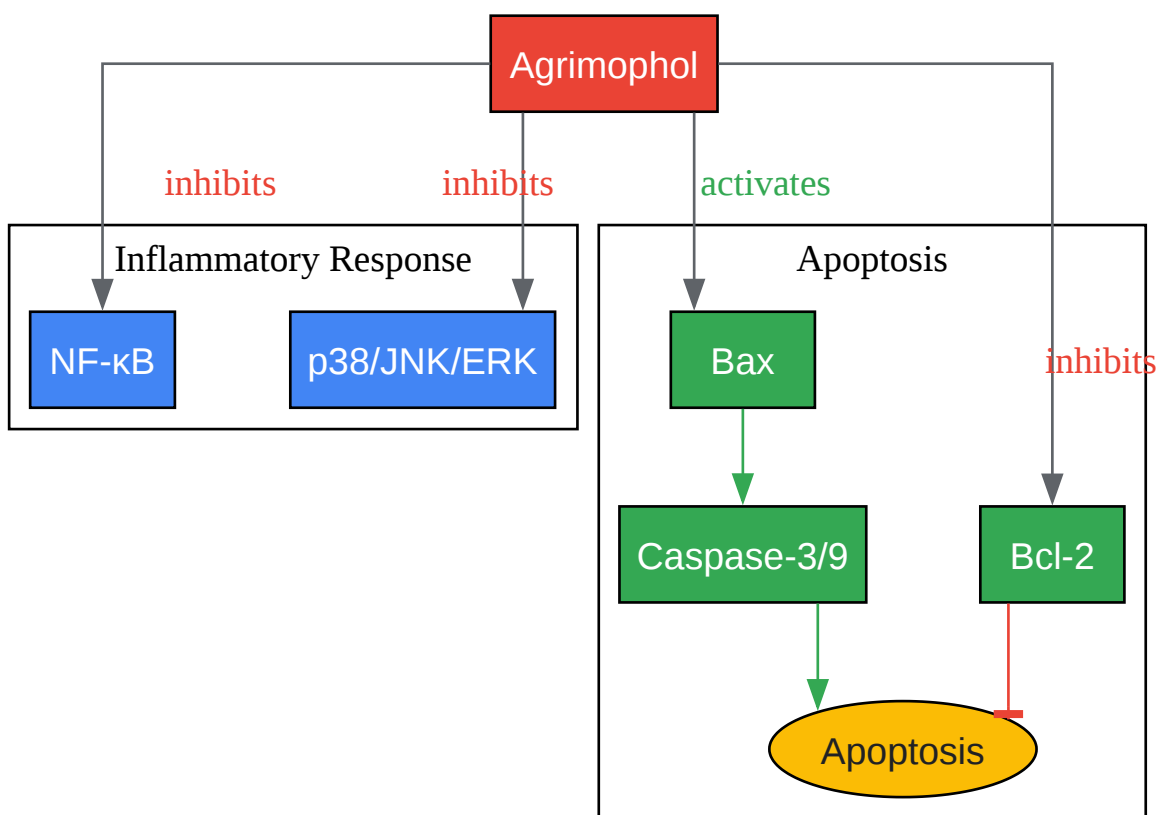 Agrimophol
inhibits
inhibits
activates
Inflammatory Response
Apoptosis
NF-κB
p38/JNK/ERK
Bax
inhibits
Caspase-3/9
Bcl-2
Apoptosis